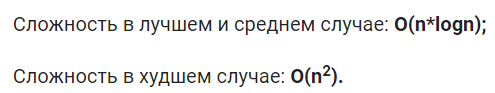 Сложность в лучшем и среднем случае: O(n*logn);
Сложность в худшем случае: O(n²).